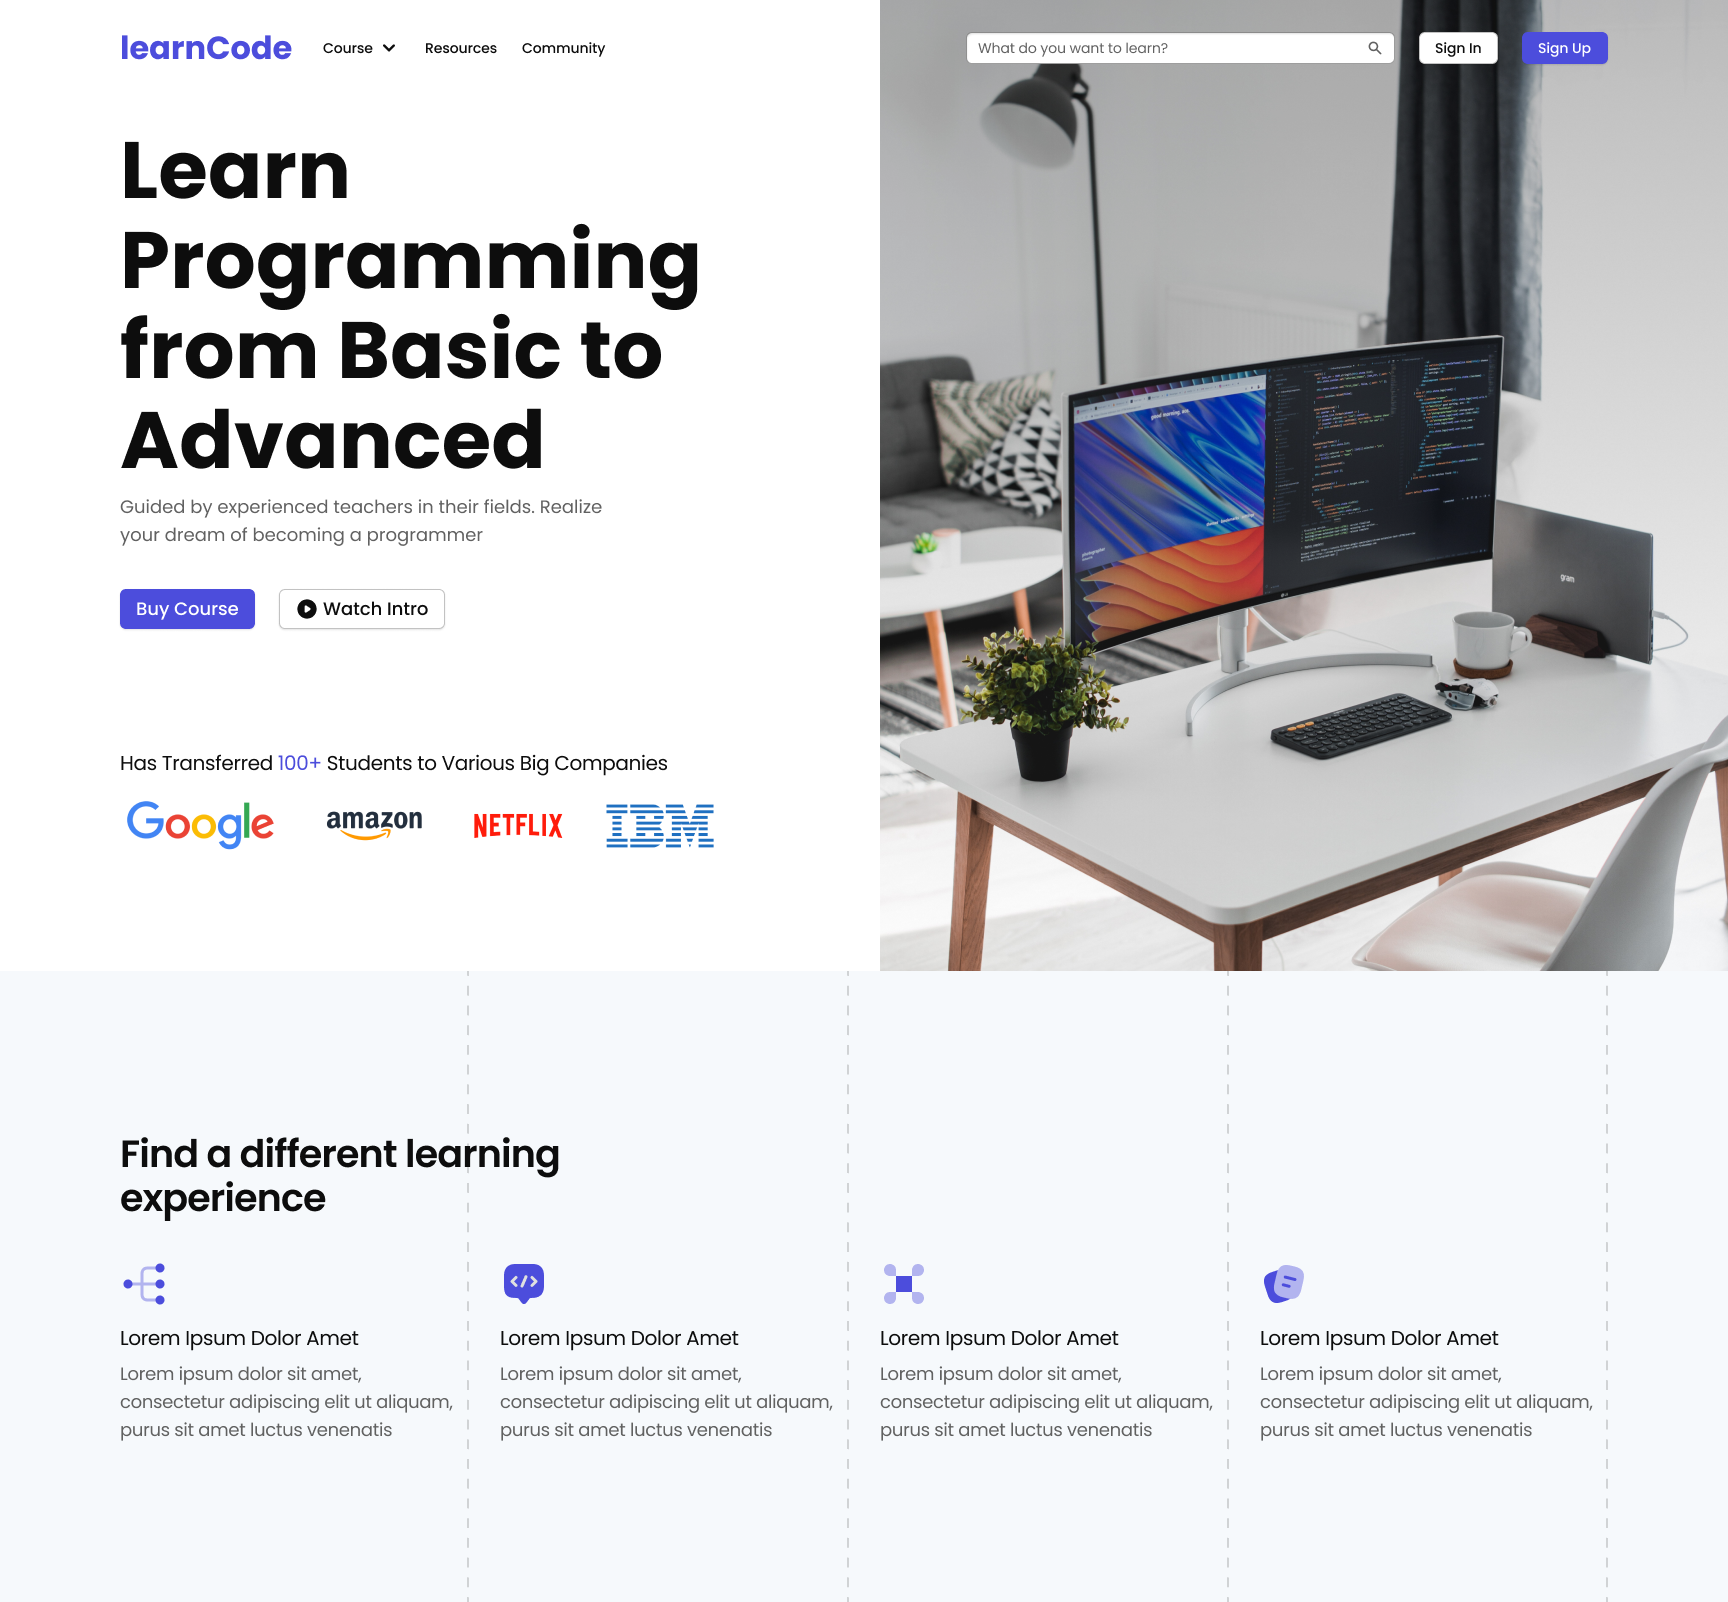 learnCode
Course
Resources
Community
What do you want to learn?
Sign In
Sign Up
Learn
Programming
from Basic to
Advanced
Guided by experienced teachers in their fields. Realize
your dream of becoming a programmer
Buy Course
Watch Intro
Has Transferred 100+ Students to Various Big Companies
Google
amazon
NETFLIX
IBM
good morning, ann
gram
Find a different learning
experience
Lorem Ipsum Dolor Amet
Lorem ipsum dolor sit amet,
consectetur adipiscing elit ut aliquam,
purus sit amet luctus venenatis
Lorem Ipsum Dolor Amet
Lorem ipsum dolor sit amet,
consectetur adipiscing elit ut aliquam,
purus sit amet luctus venenatis
Lorem Ipsum Dolor Amet
Lorem ipsum dolor sit amet,
consectetur adipiscing elit ut aliquam,
purus sit amet luctus venenatis
Lorem Ipsum Dolor Amet
Lorem ipsum dolor sit amet,
consectetur adipiscing elit ut aliquam,
purus sit amet luctus venenatis